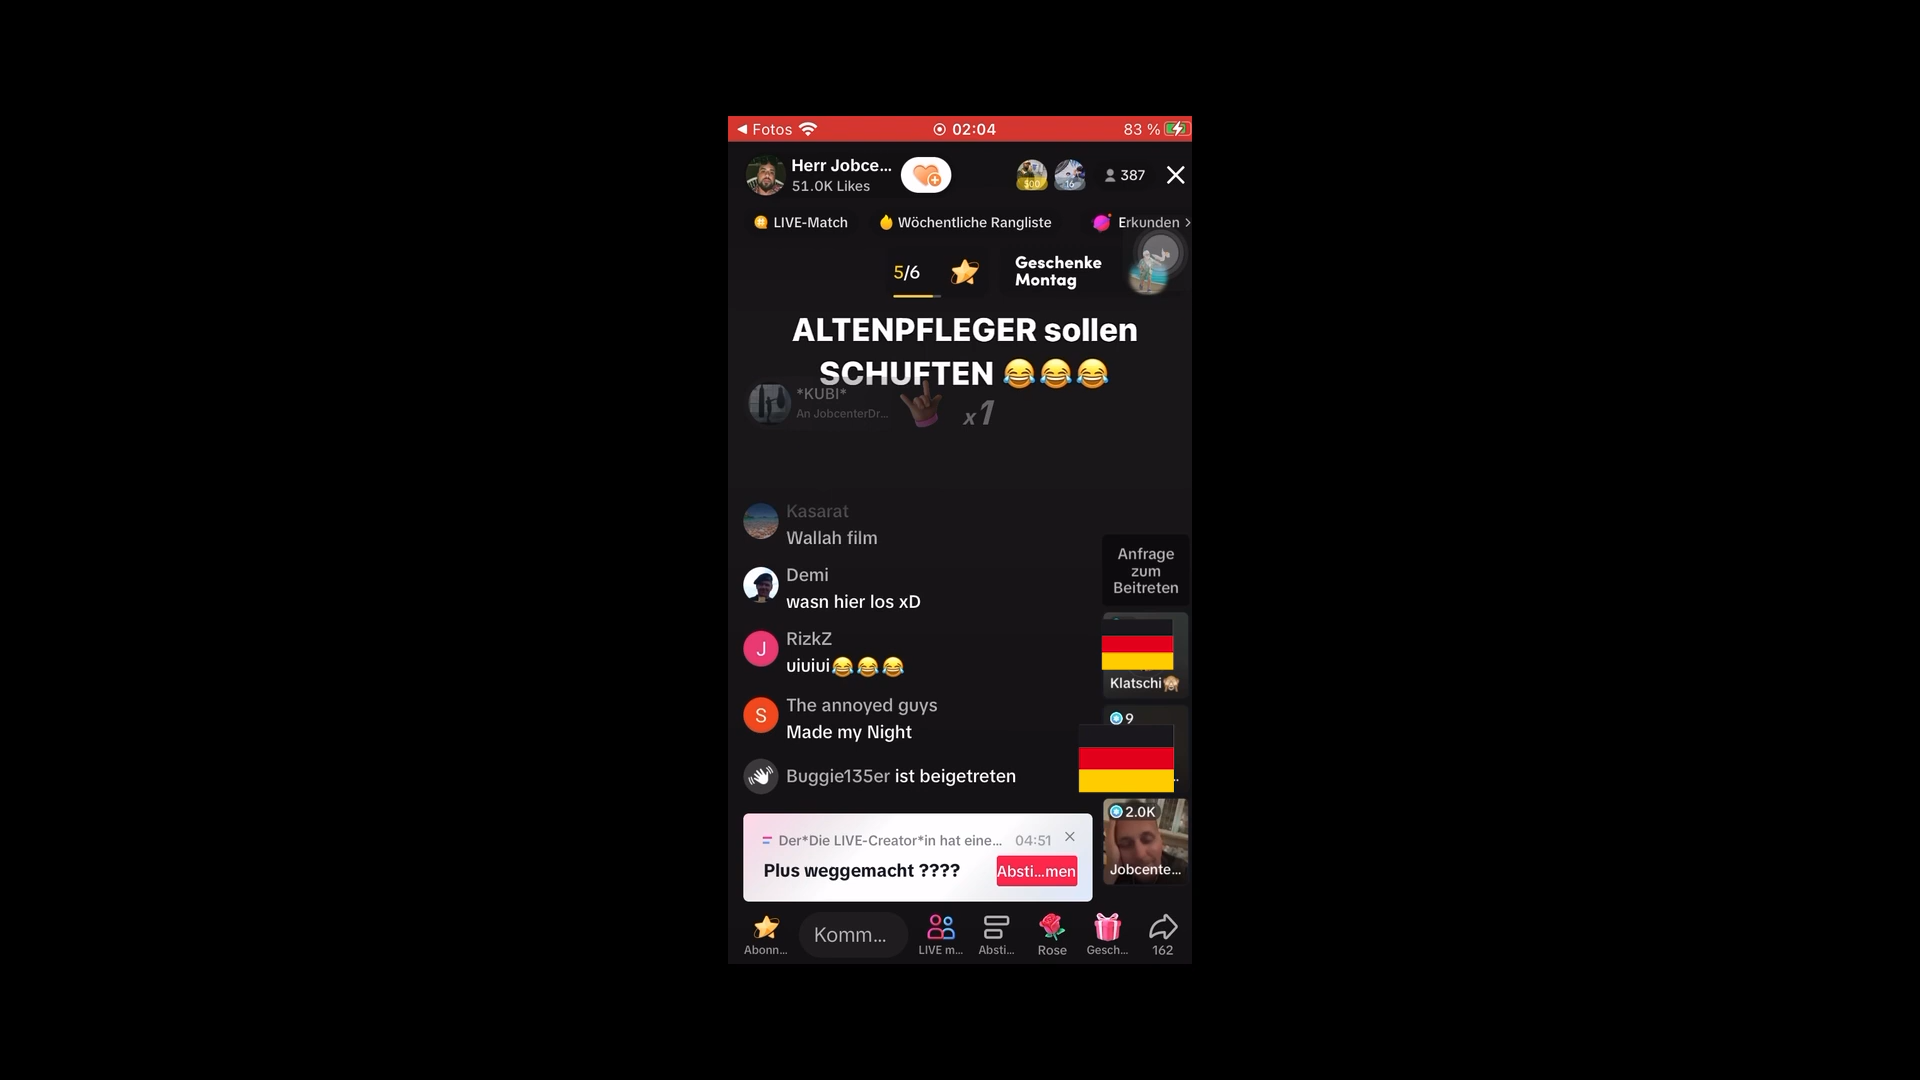 Fotos
02:04
83 %
Herr Jobce...
51.0K Likes
$00
16
387
LIVE-Match
Wöchentliche Rangliste
Erkunden
5/6
Geschenke
Montag
ALTENPFLEGER sollen
SCHUFTEN 😂😂😂
*KUBI*
An JobcenterDr...
x1
Kasarat
Wallah film
Demi
wasn hier los xD
J
RizkZ
uiuiui😂😂😂
S
The annoyed guys
Made my Night
Buggie135er ist beigetreten
Anfrage
zum
Beitreten
Klatschi🙈
9
2.0K
Jobcente...
Der*Die LIVE-Creator*in hat eine...
04:51
Plus weggemacht ????
Absti...men
Abonn...
Komm...
LIVE m...
Absti...
Rose
Gesch...
162